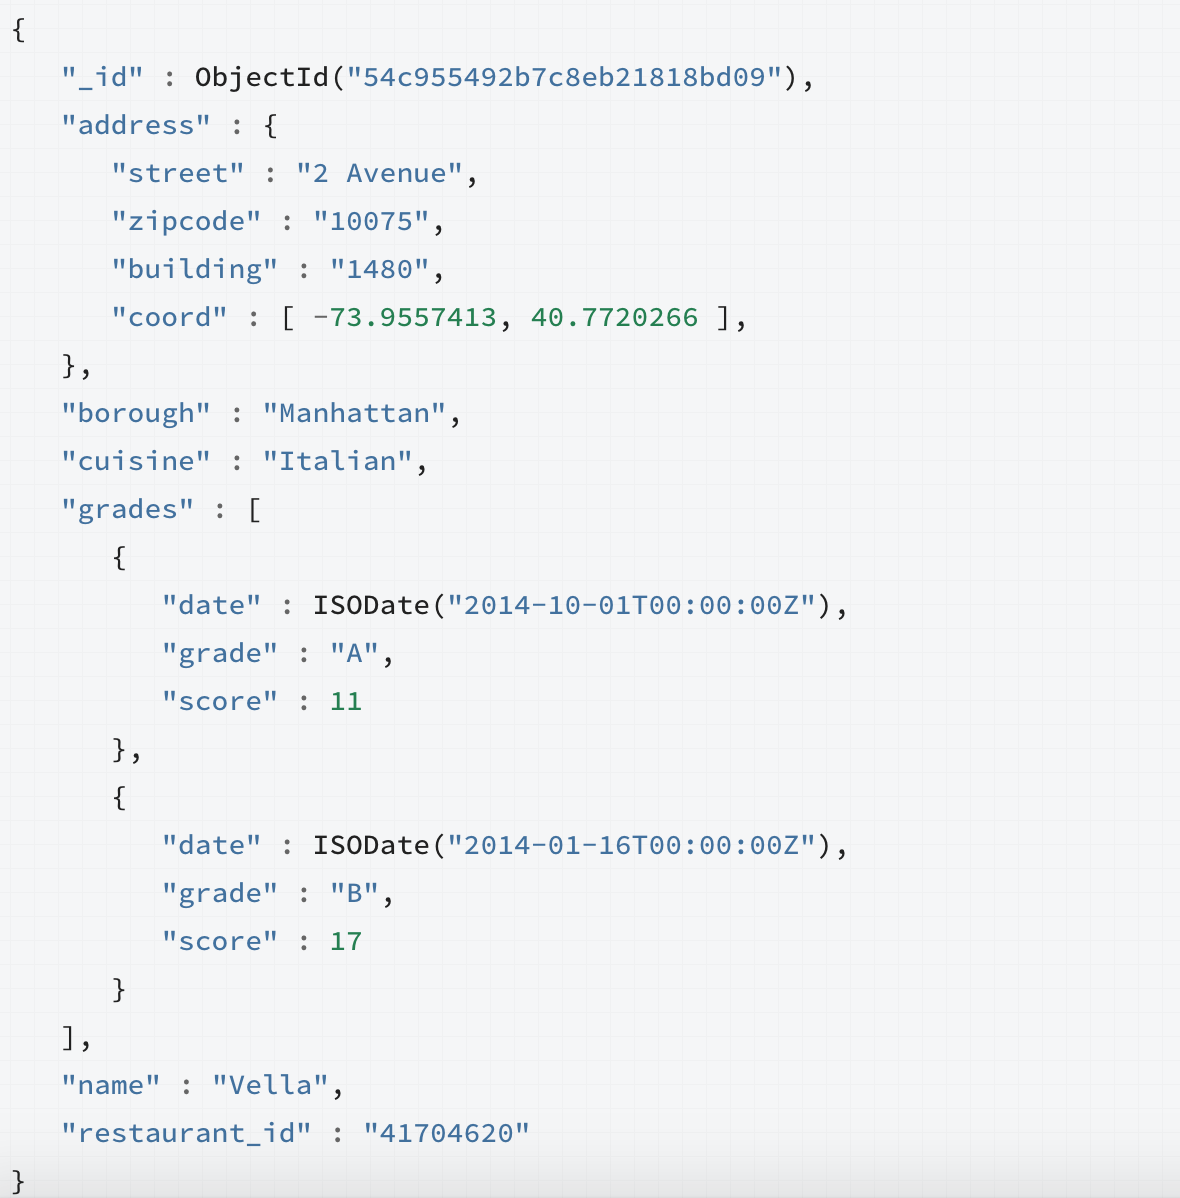 {
"_id" : ObjectId("54c955492b7c8eb21818bd09"),
"address" : {
"street" : "2 Avenue",
"zipcode" : "10075",
"building" : "1480",
"coord" : [ -73.9557413, 40.7720266 ],
},
"borough" : "Manhattan",
"cuisine" : "Italian",
"grades" : [
{
"date" : ISODate("2014-10-01T00:00:00Z"),
"grade" : "A",
"score" : 11
},
{
"date" : ISODate("2014-01-16T00:00:00Z"),
"grade" : "B",
"score" : 17
}
],
"name" : "Vella",
"restaurant_id" : "41704620"
}